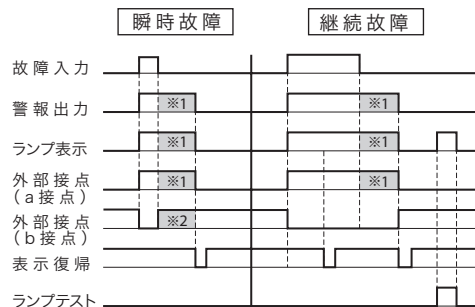 瞬時故障
継続故障
故障入力
警報出力
※1
※1
ランプ表示
※1
※1
外部接点
(a接点)
※1
※1
外部接点
(b接点)
※2
表示復帰
ランプテスト